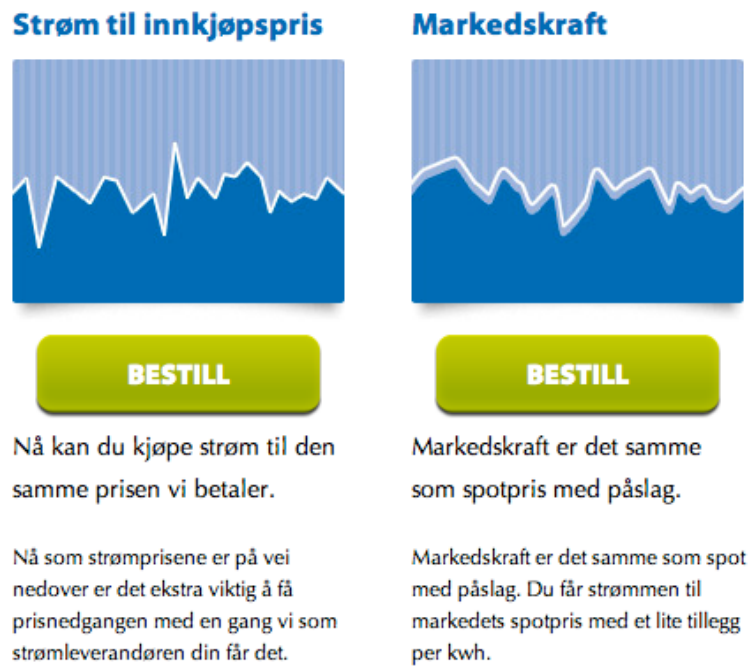 Strøm til innkjøpspris
BESTILL
Nå kan du kjøpe strøm til den
samme prisen vi betaler.
Nå som strømprisene er på vei
nedover er det ekstra viktig å få
prisnedgangen med en gang vi som
strømleverandøren din får det.
Markedskraft
BESTILL
Markedskraft er det samme
som spotpris med påslag.
Markedskraft er det samme som spot
med påslag. Du får strømmen til
markedets spotpris med et lite tillegg
per kwh.